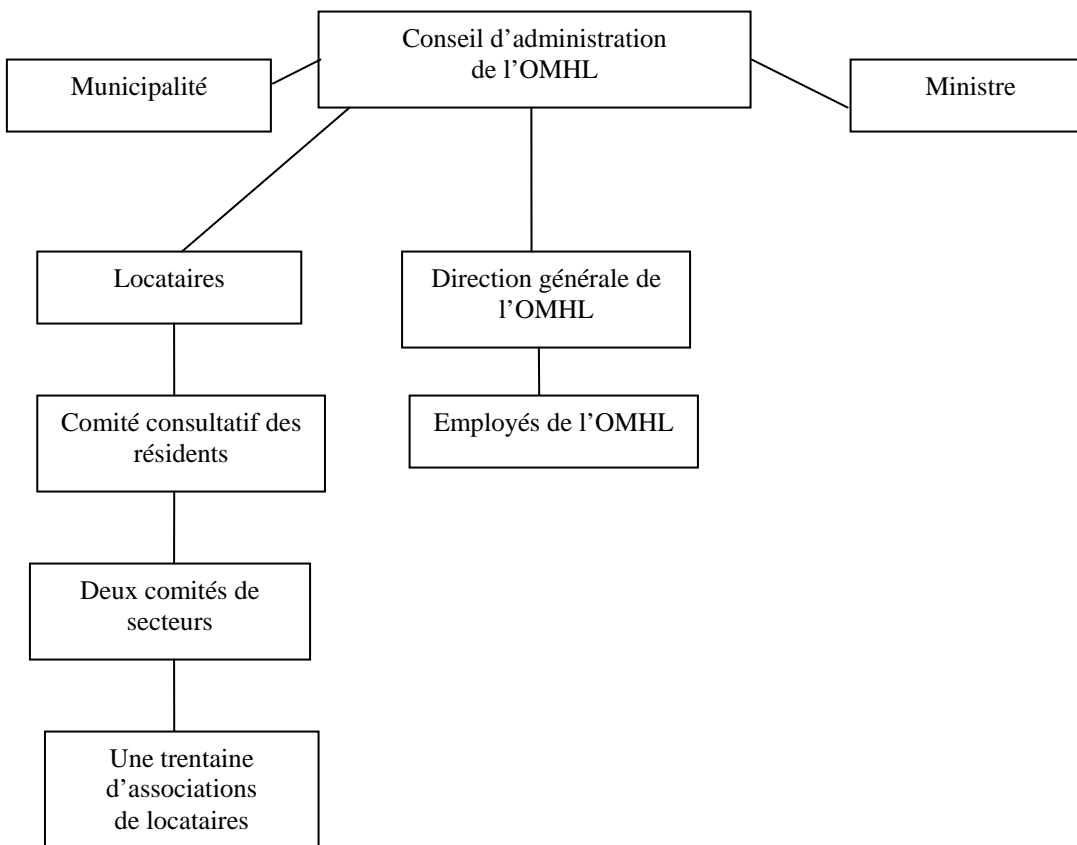 Conseil d’administration
de l’OMHL
Municipalité
Ministre
Locataires
Direction générale de
l’OMHL
Comité consultatif des
résidents
Employés de l’OMHL
Deux comités de
secteurs
Une trentaine
d’associations
de locataires